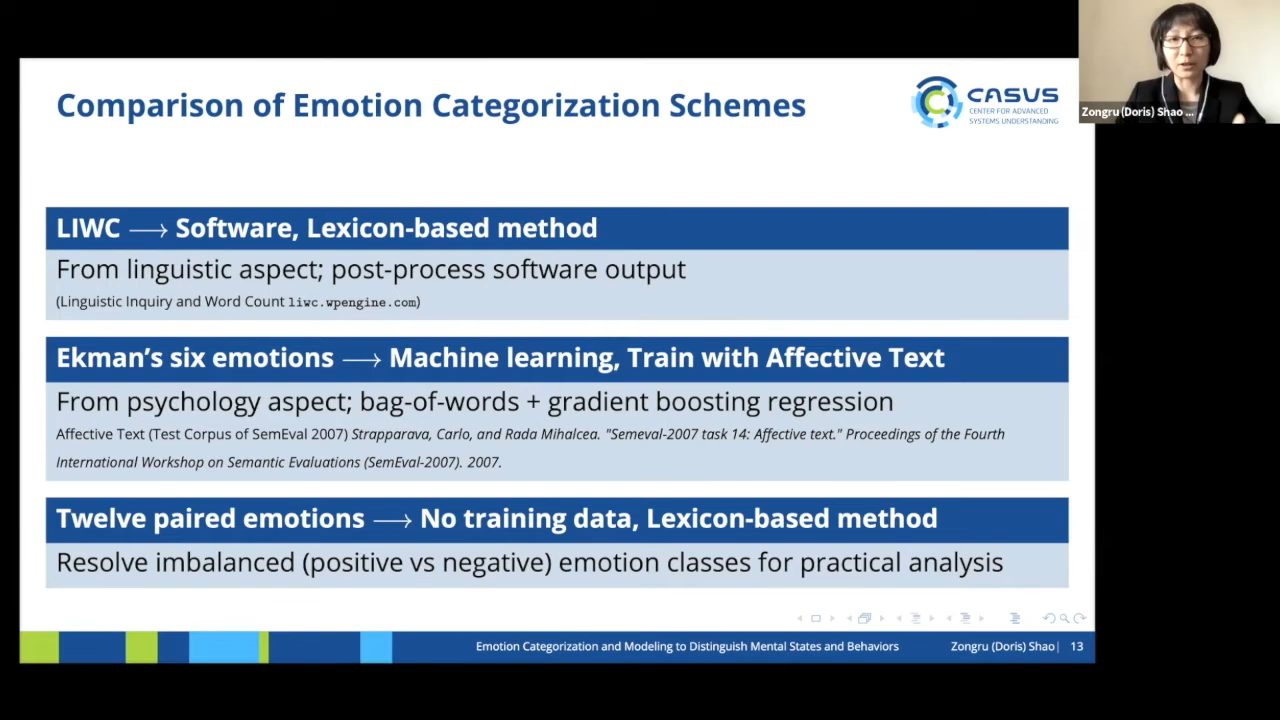 Comparison of Emotion Categorization Schemes
CASUS
CENTER FOR ADVANCED
SYSTEMS UNDERSTANDING
Zongru (Doris) Shao ...
LIWC ⟶ Software, Lexicon-based method
From linguistic aspect; post-process software output
(Linguistic Inquiry and Word Count liwc.wpengine.com)
Ekman's six emotions ⟶ Machine learning, Train with Affective Text
From psychology aspect; bag-of-words + gradient boosting regression
Affective Text (Test Corpus of SemEval 2007) Strapparava, Carlo, and Rada Mihalcea. "Semeval-2007 task 14: Affective text." Proceedings of the Fourth
International Workshop on Semantic Evaluations (SemEval-2007). 2007.
Twelve paired emotions ⟶ No training data, Lexicon-based method
Resolve imbalanced (positive vs negative) emotion classes for practical analysis
Emotion Categorization and Modeling to Distinguish Mental States and Behaviors Zongru (Doris) Shao| 13